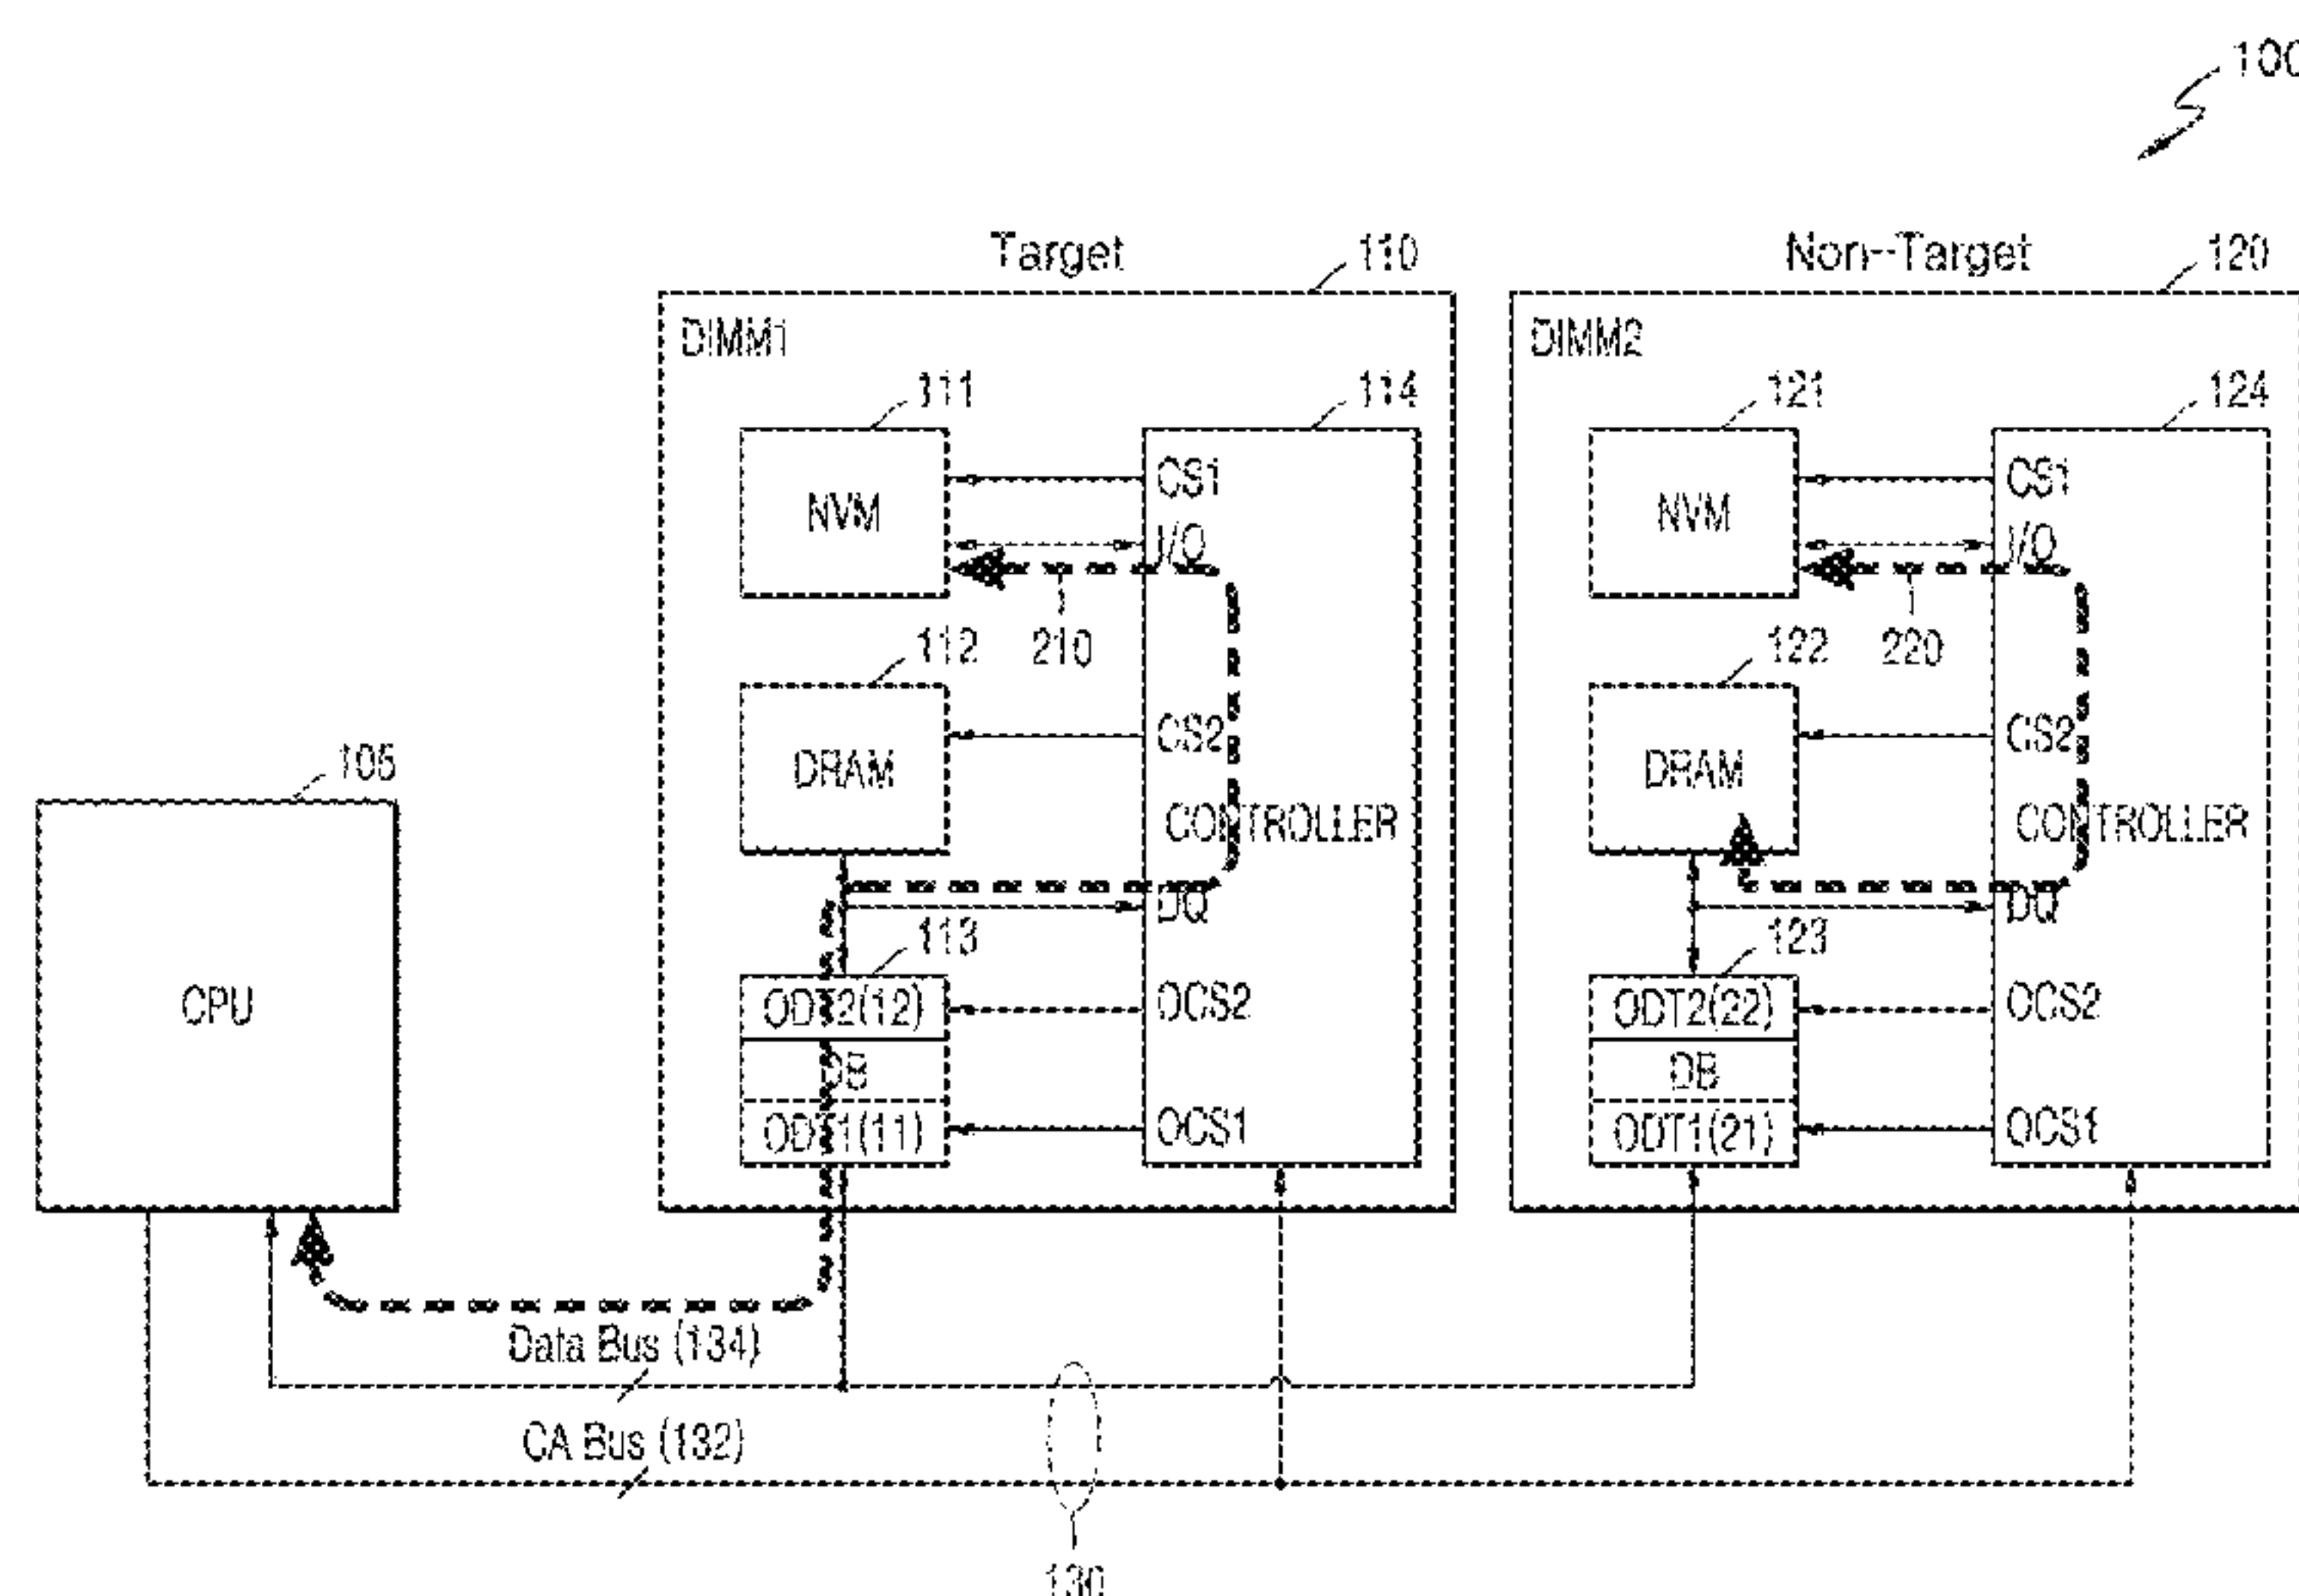 100
Target 110 Non-Target 120
DIMM1 DIMM2
111 114 121 124
CS1 CS1
NVM I/O NVM I/O
112 210 122 220
CS2 CS2
DRAM DRAM
105
CONTROLLER CONTROLLER
DQ DQ
113 123
CPU ODT2(12) OCS2 ODT2(22) OCS2
DB DB
ODT1(11) OCS1 ODT1(21) OCS1
Data Bus (134)
CA Bus (132)
130